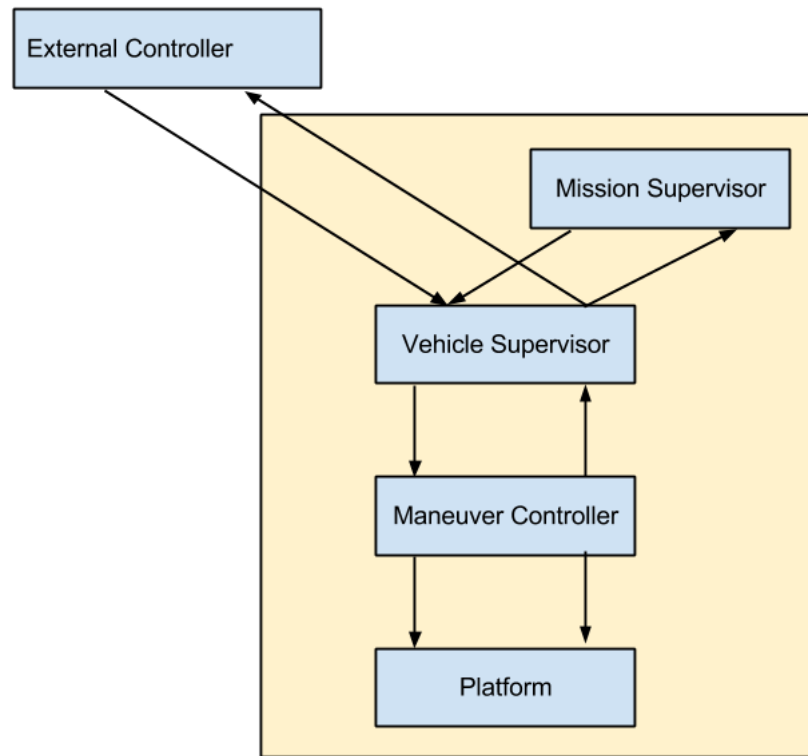 External Controller
Mission Supervisor
Vehicle Supervisor
Maneuver Controller
Platform